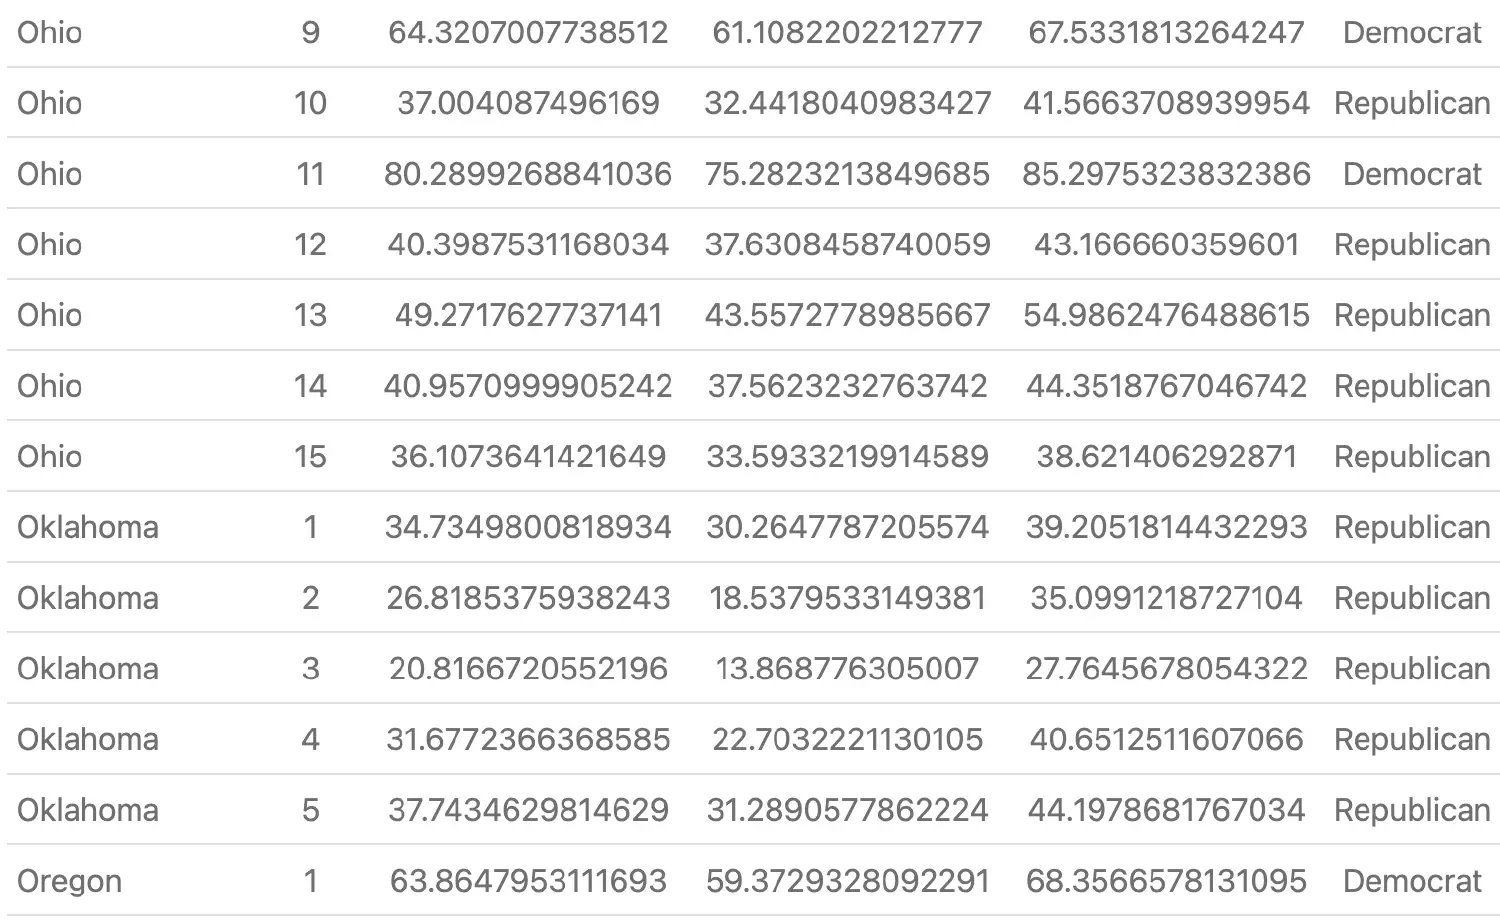 Ohio 9 64.3207007738512 61.1082202212777 67.5331813264247 Democrat
Ohio 10 37.004087496169 32.4418040983427 41.5663708939954 Republican
Ohio 11 80.2899268841036 75.2823213849685 85.2975323832386 Democrat
Ohio 12 40.3987531168034 37.6308458740059 43.166660359601 Republican
Ohio 13 49.2717627737141 43.5572778985667 54.9862476488615 Republican
Ohio 14 40.9570999905242 37.5623232763742 44.3518767046742 Republican
Ohio 15 36.1073641421649 33.5933219914589 38.621406292871 Republican
Oklahoma 1 34.7349800818934 30.2647787205574 39.2051814432293 Republican
Oklahoma 2 26.8185375938243 18.5379533149381 35.0991218727104 Republican
Oklahoma 3 20.8166720552196 13.868776305007 27.7645678054322 Republican
Oklahoma 4 31.6772366368585 22.7032221130105 40.6512511607066 Republican
Oklahoma 5 37.7434629814629 31.2890577862224 44.1978681767034 Republican
Oregon 1 63.8647953111693 59.3729328092291 68.3566578131095 Democrat